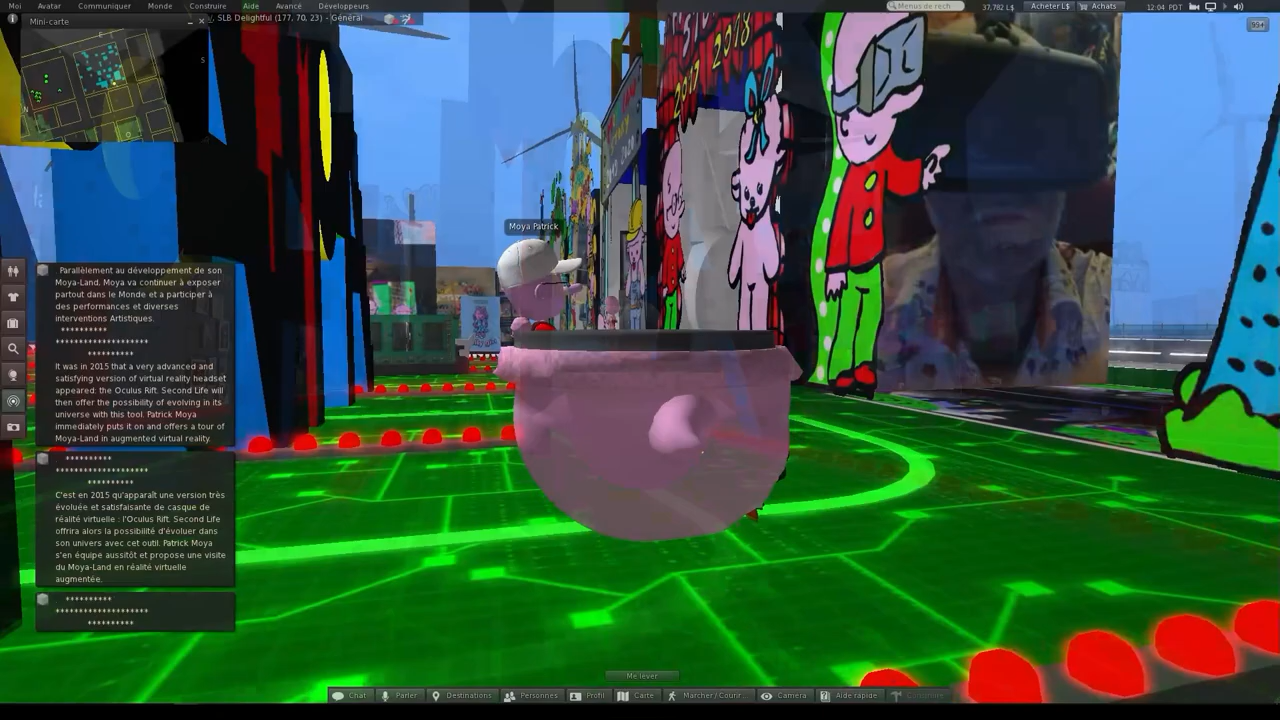 Moi Avatar Communiquer Monde Construire Aide Avancé Développeurs
Menus de rech
37,782 L$
Acheter L$
Achats
12:04 PDT
Mini-carte
SLB Delightful (177, 70, 23) - Général
99+
2017 2018
Moya Patrick
Parallèlement au développement de son
Moya-Land, Moya va continuer à exposer
partout dans le Monde et a participer à
des performances et diverses
interventions Artistiques.
**********
********************
**********
It was in 2015 that a very advanced and
satisfying version of virtual reality headset
appeared: the Oculus Rift. Second Life will
then offer the possibility of evolving in its
universe with this tool. Patrick Moya
immediately puts it on and offers a tour of
Moya-Land in augmented virtual reality.
**********
********************
**********
C'est en 2015 qu'apparaît une version très
évoluée et satisfaisante de casque de
réalité virtuelle : l'Oculus Rift. Second Life
offrira alors la possibilité d'évoluer dans
son univers avec cet outil. Patrick Moya
s'en équipe aussitôt et propose une visite
du Moya-Land en réalité virtuelle
augmentée.
**********
********************
**********
Me lever
Chat Parler Destinations Personnes Profil Carte Marcher / Courir... Caméra Aide rapide Construire